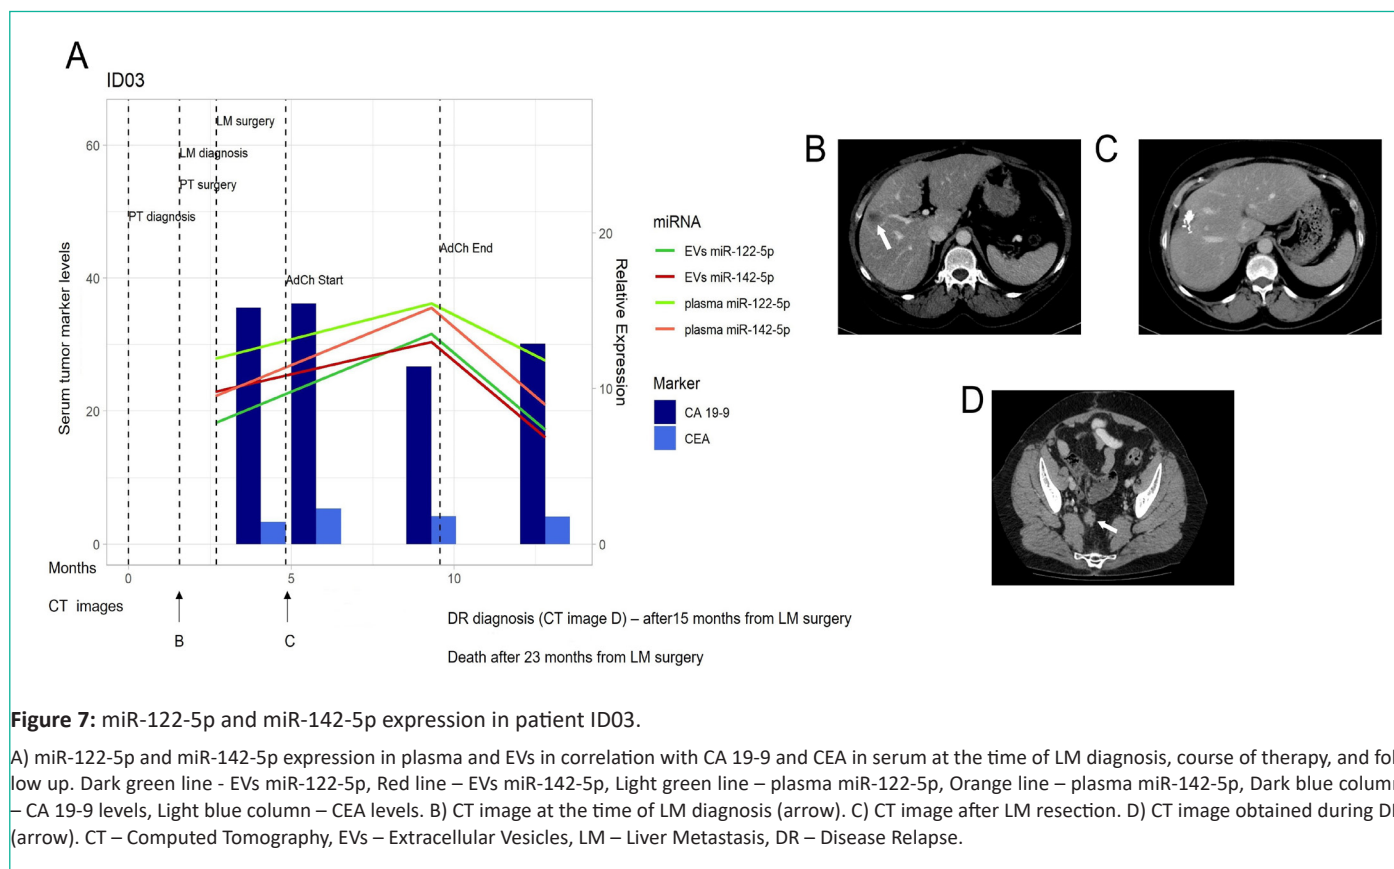 A
ID03
LM surgery
LM diagnosis
PT surgery
PT diagnosis
AdCh Start
AdCh End
60
40
20
0
Serum tumor marker levels
20
10
0
Relative Expression
Months
0
5
10
CT images
B
C
DR diagnosis (CT image D) – after15 months from LM surgery
Death after 23 months from LM surgery
miRNA
EVs miR-122-5p
EVs miR-142-5p
plasma miR-122-5p
plasma miR-142-5p
Marker
CA 19-9
CEA
B
C
D
Figure 7: miR-122-5p and miR-142-5p expression in patient ID03.
A) miR-122-5p and miR-142-5p expression in plasma and EVs in correlation with CA 19-9 and CEA in serum at the time of LM diagnosis, course of therapy, and fol
low up. Dark green line - EVs miR-122-5p, Red line – EVs miR-142-5p, Light green line – plasma miR-122-5p, Orange line – plasma miR-142-5p, Dark blue column
– CA 19-9 levels, Light blue column – CEA levels. B) CT image at the time of LM diagnosis (arrow). C) CT image after LM resection. D) CT image obtained during D
(arrow). CT – Computed Tomography, EVs – Extracellular Vesicles, LM – Liver Metastasis, DR – Disease Relapse.